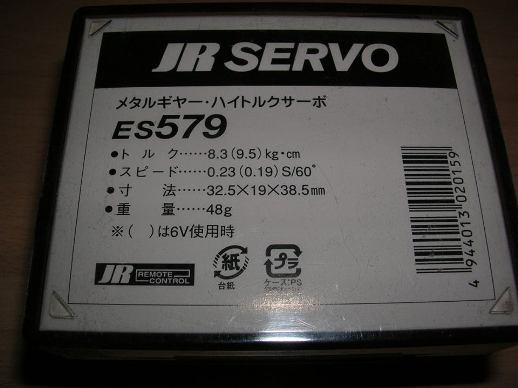 JR SERVO
メタルギヤー・ハイトルクサーボ
ES579
●トルク……8.3(9.5)kg・cm
●スピード……0.23(0.19)S/60°
●寸法……32.5×19×38.5mm
●重量……48g
※( )は6V使用時
JR REMOTE CONTROL
紙
台紙
プラ
ケース:PS
4 944013 020159